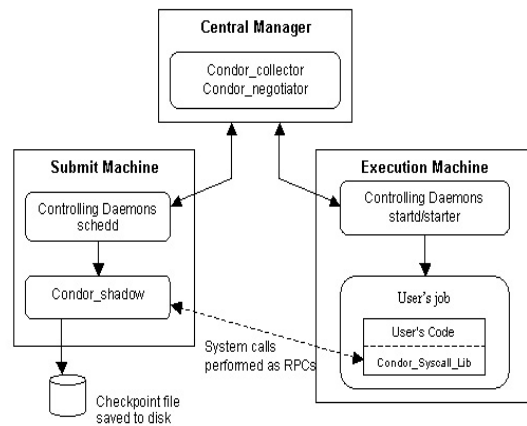 Central Manager
Condor_collector
Condor_negotiator
Submit Machine
Controlling Daemons
schedd
Condor_shadow
Checkpoint file
saved to disk
System calls
performed as RPCs
Execution Machine
Controlling Daemons
startd/starter
User's job
User's Code
Condor_Syscall_Lib